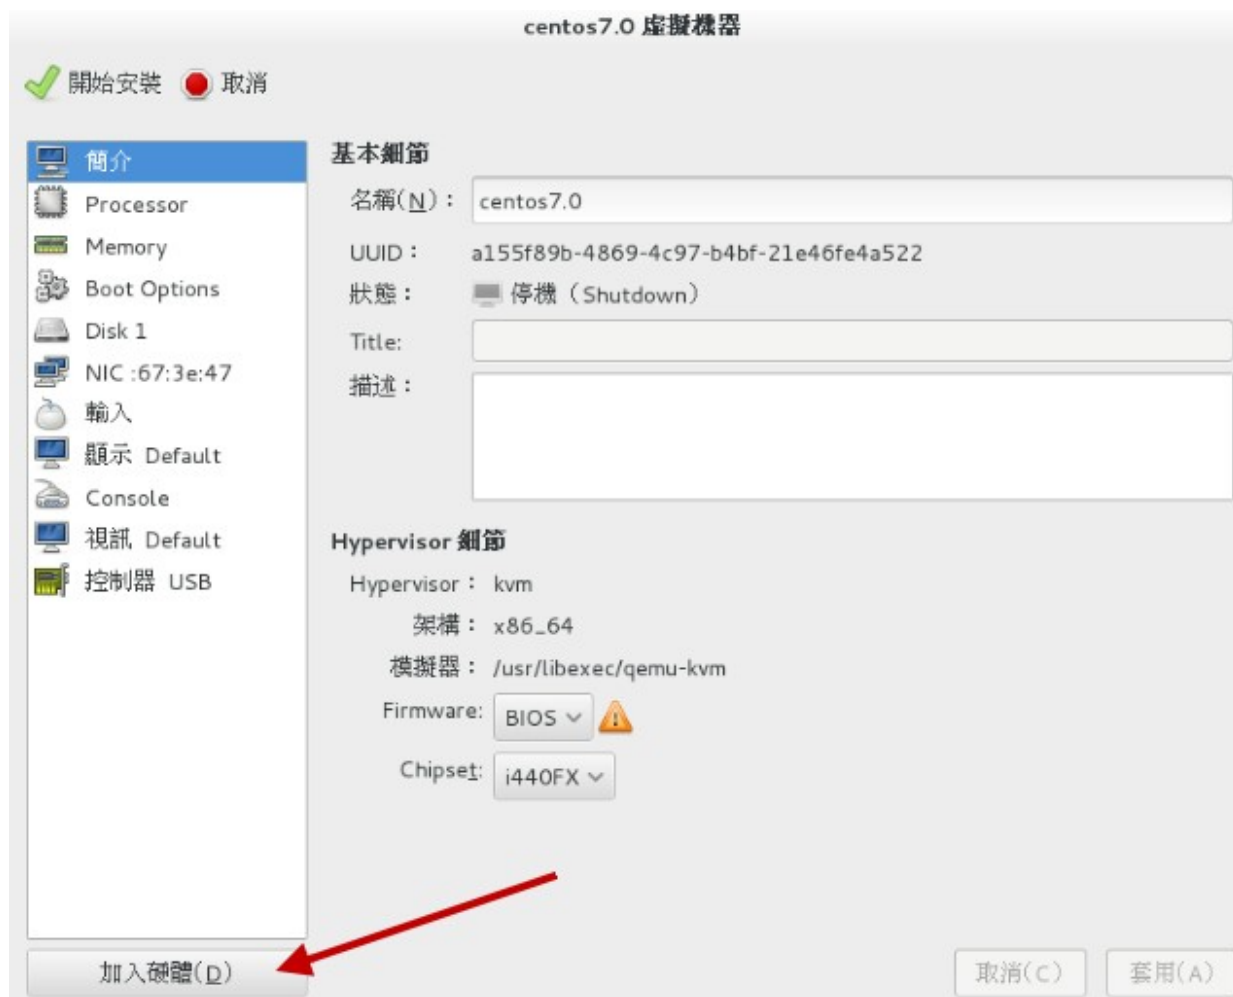 centos7.0 虛擬機器
開始安裝 取消
簡介
Processor
Memory
Boot Options
Disk 1
NIC :67:3e:47
輸入
顯示 Default
Console
視訊 Default
控制器 USB
加入硬體(D)
基本細節
名稱(N)： centos7.0
UUID： a155f89b-4869-4c97-b4bf-21e46fe4a522
狀態： 停機（Shutdown）
Title:
描述：
Hypervisor 細節
Hypervisor： kvm
架構： x86_64
模擬器： /usr/libexec/qemu-kvm
Firmware: BIOS
Chipset: i440FX
取消(C) 套用(A)